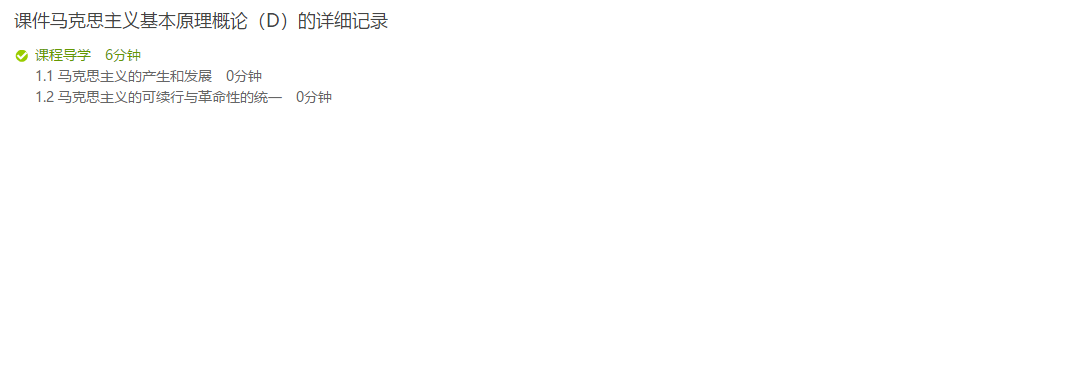 课件马克思主义基本原理概论（D）的详细记录
课程导学 6分钟
1.1 马克思主义的产生和发展 0分钟
1.2 马克思主义的可续行与革命性的统一 0分钟